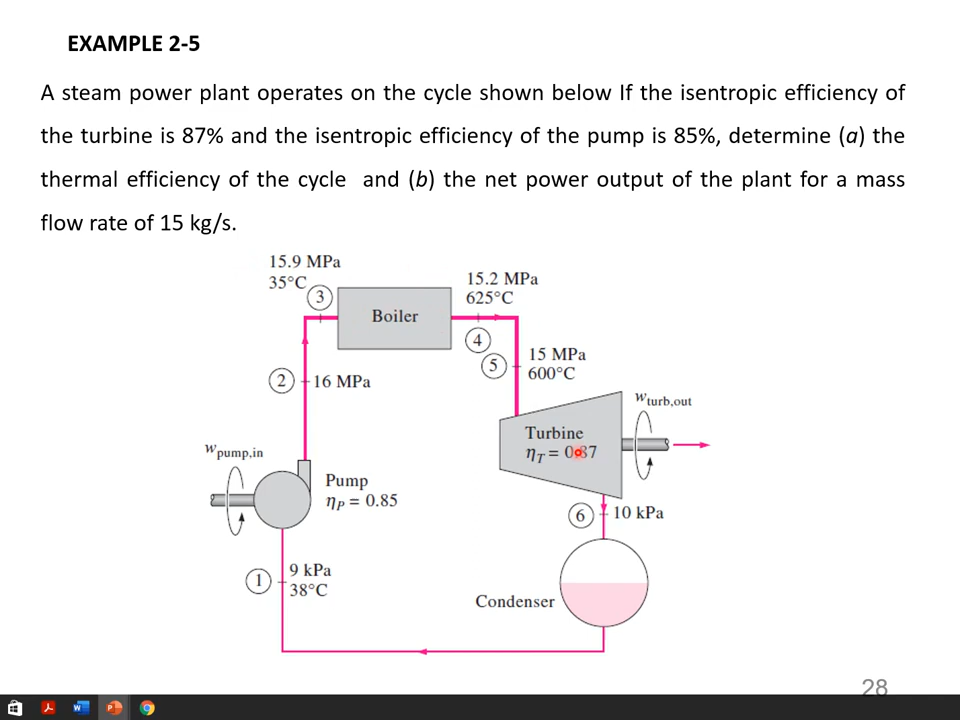 EXAMPLE 2-5
A steam power plant operates on the cycle shown below If the isentropic efficiency of
the turbine is 87% and the isentropic efficiency of the pump is 85%, determine (a) the
thermal efficiency of the cycle and (b) the net power output of the plant for a mass
flow rate of 15 kg/s.
15.9 MPa
35°C
3
Boiler
15.2 MPa
625°C
4
5
15 MPa
600°C
2
16 MPa
wturb,out
Turbine
ηT = 0.87
wpump,in
Pump
ηP = 0.85
6
10 kPa
1
9 kPa
38°C
Condenser
28